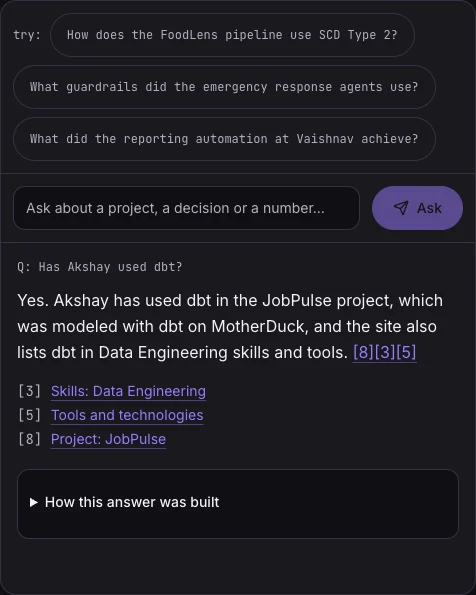 try: How does the FoodLens pipeline use SCD Type 2?
What guardrails did the emergency response agents use?
What did the reporting automation at Vaishnav achieve?
Ask about a project, a decision or a number... Ask
Q: Has Akshay used dbt?
Yes. Akshay has used dbt in the JobPulse project, which
was modeled with dbt on MotherDuck, and the site also
lists dbt in Data Engineering skills and tools. [8][3][5]
[3] Skills: Data Engineering
[5] Tools and technologies
[8] Project: JobPulse
▶ How this answer was built